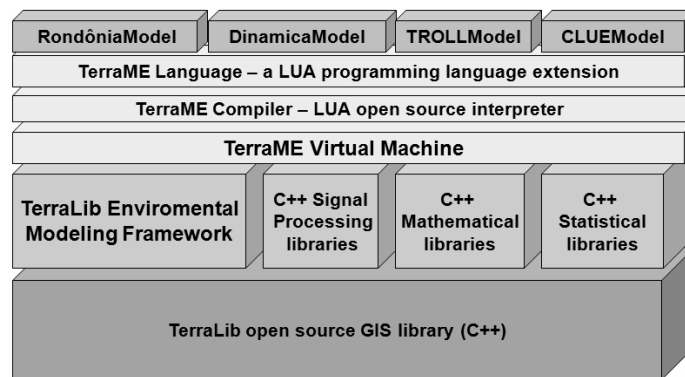 RondôniaModel DinamicaModel TROLLModel CLUEModel
TerraME Language – a LUA programming language extension
TerraME Compiler – LUA open source interpreter
TerraME Virtual Machine
TerraLib Enviromental
Modeling Framework
C++ Signal
Processing
libraries
C++
Mathematical
libraries
C++
Statistical
libraries
TerraLib open source GIS library (C++)